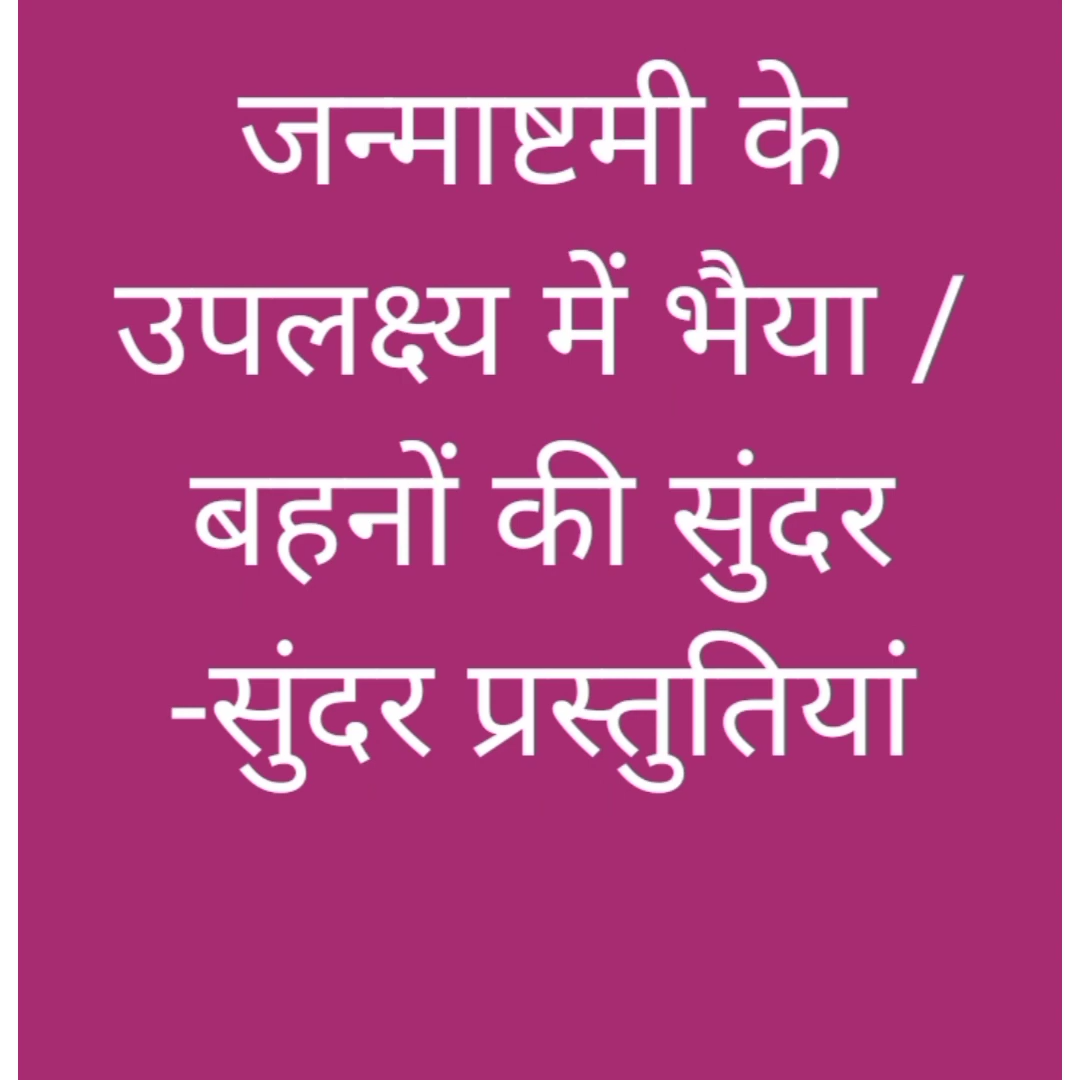 जन्माष्टमी के
उपलक्ष्य में भैया /
बहनों की सुंदर
-सुंदर प्रस्तुतियां